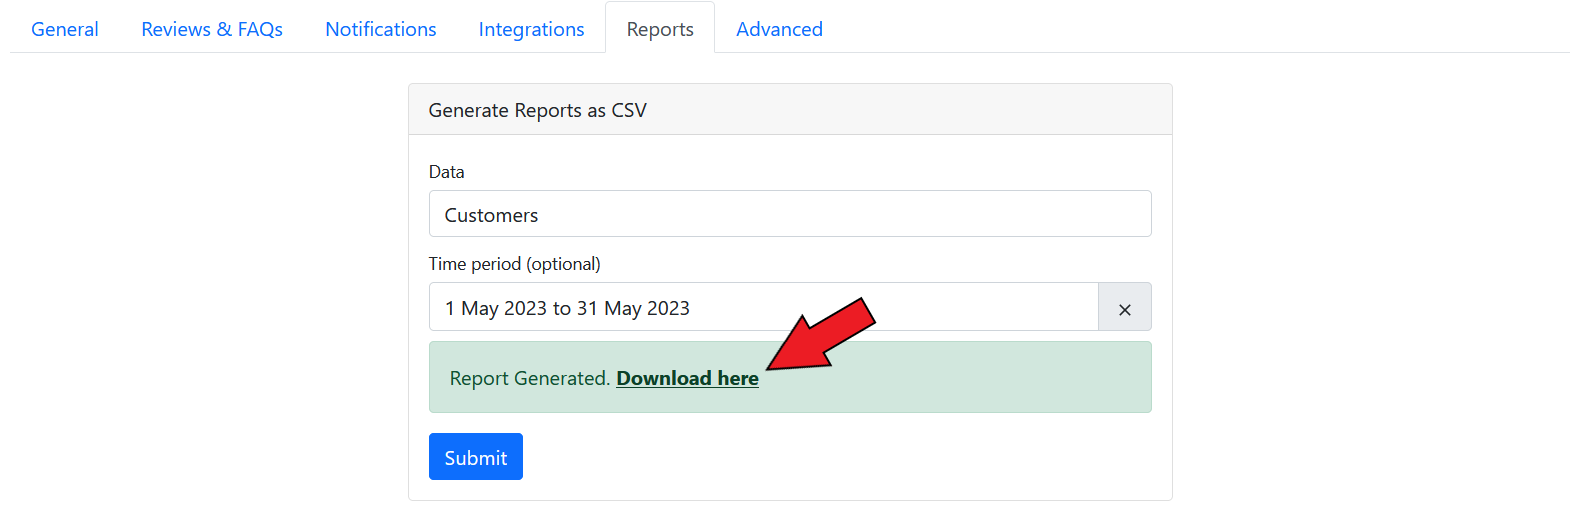 General Reviews & FAQs Notifications Integrations Reports Advanced
Generate Reports as CSV
Data
Customers
Time period (optional)
1 May 2023 to 31 May 2023 ×
Report Generated. Download here
Submit